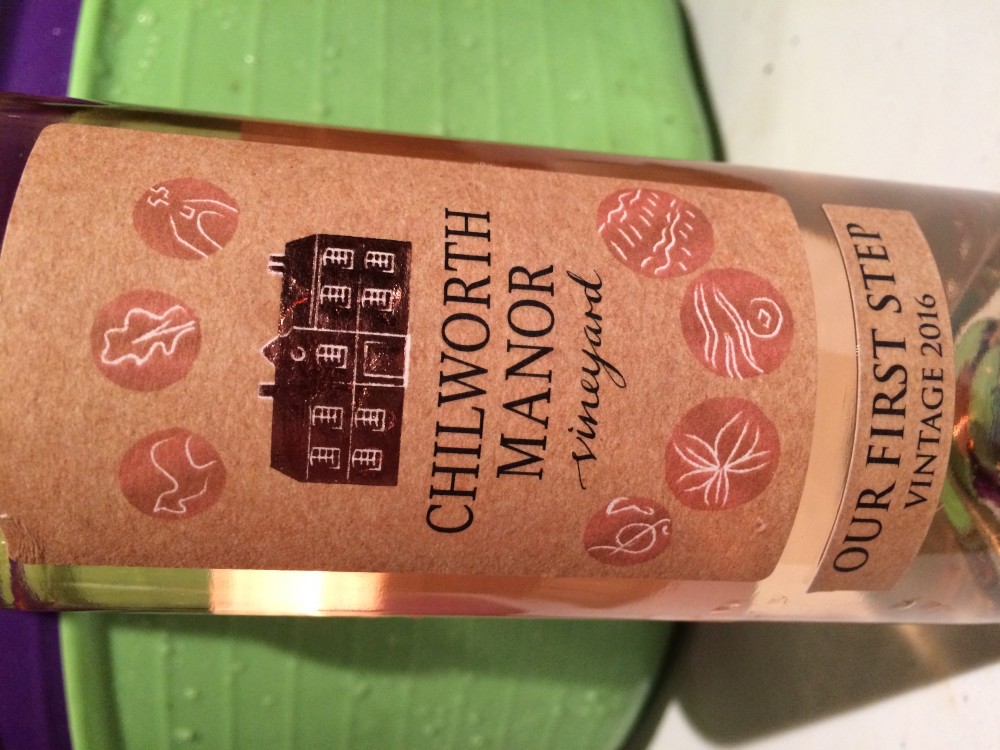 CHILWORTH
MANOR
vineyard
OUR FIRST STEP
VINTAGE 2016